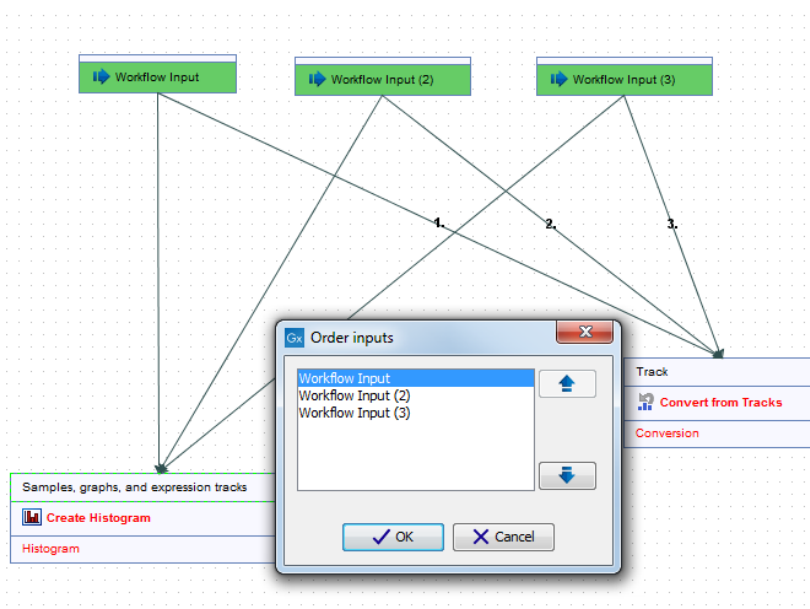 Workflow Input
Workflow Input (2)
Workflow Input (3)
1.
2.
3.
Gx Order inputs
Workflow Input
Workflow Input (2)
Workflow Input (3)
OK
Cancel
Track
Convert from Tracks
Conversion
Samples, graphs, and expression tracks
Create Histogram
Histogram